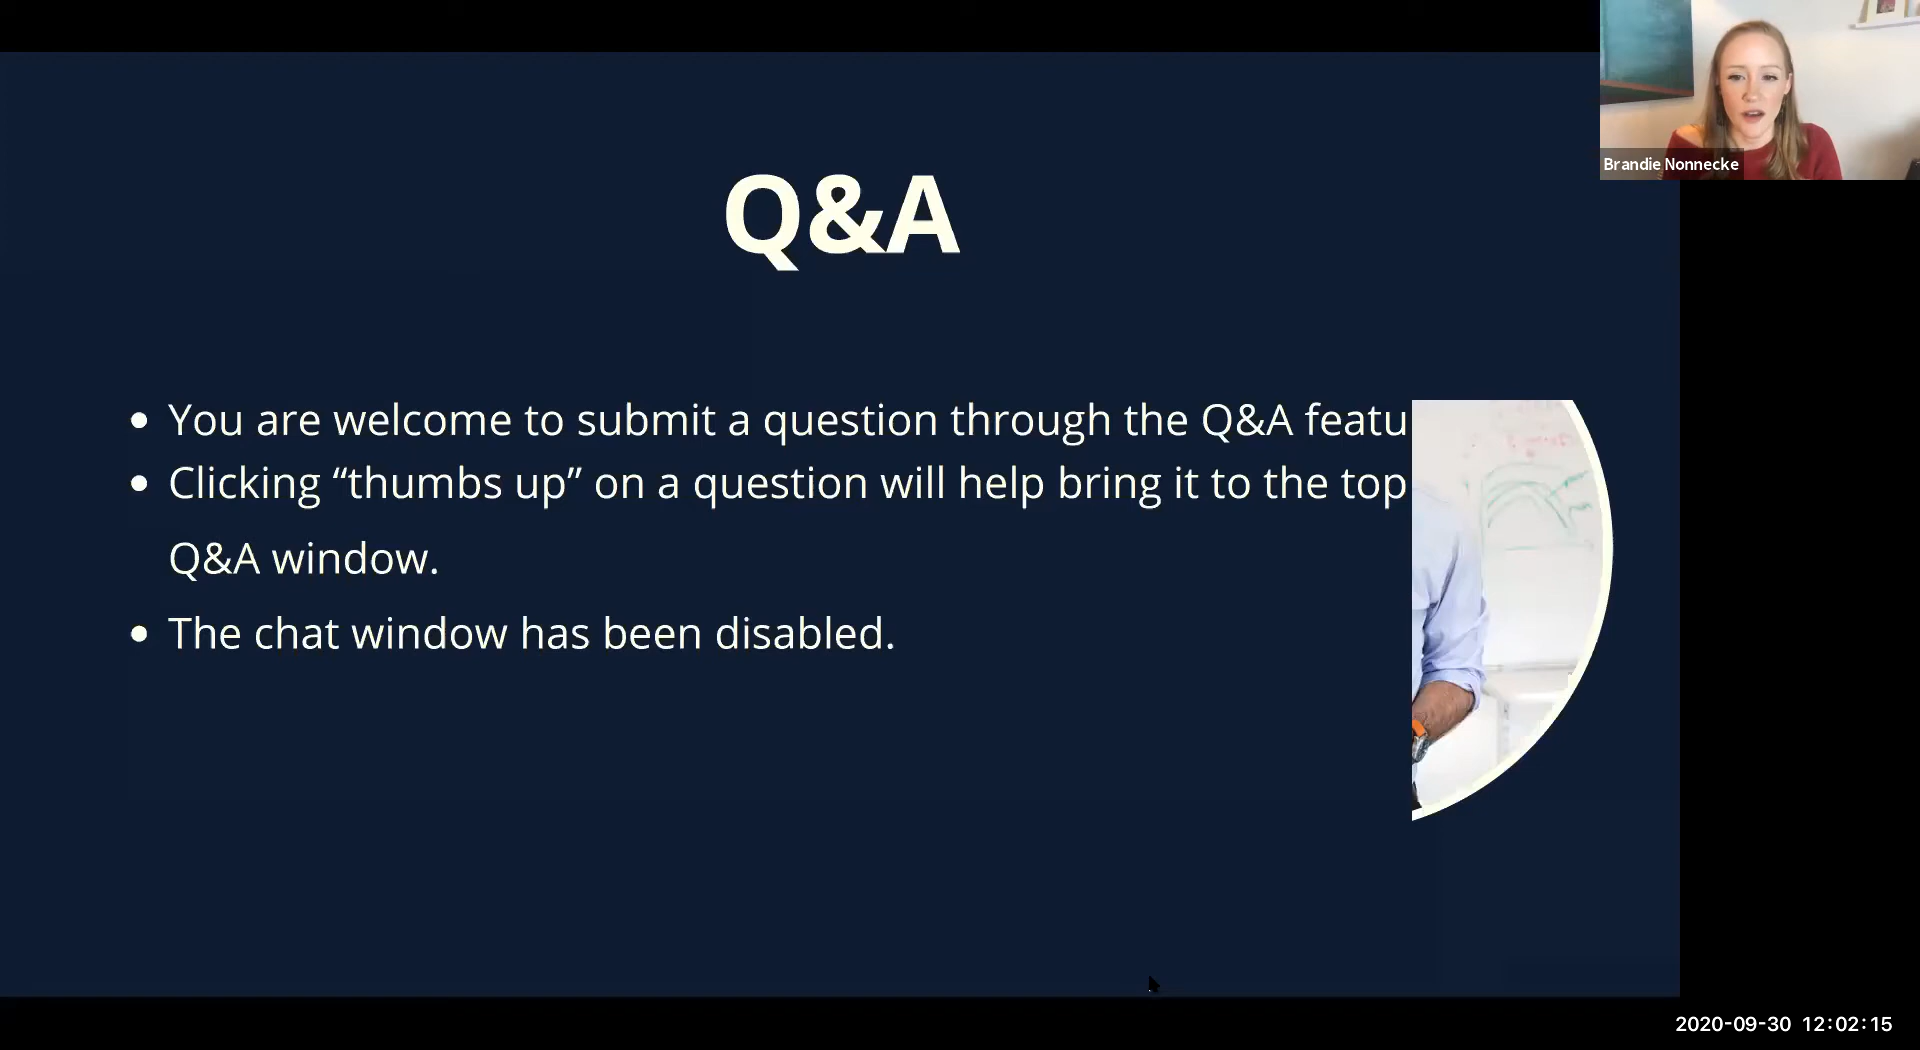 Brandie Nonnecke
Q&A
• You are welcome to submit a question through the Q&A featu
• Clicking “thumbs up” on a question will help bring it to the top
Q&A window.
• The chat window has been disabled.
2020-09-30 12:02:15